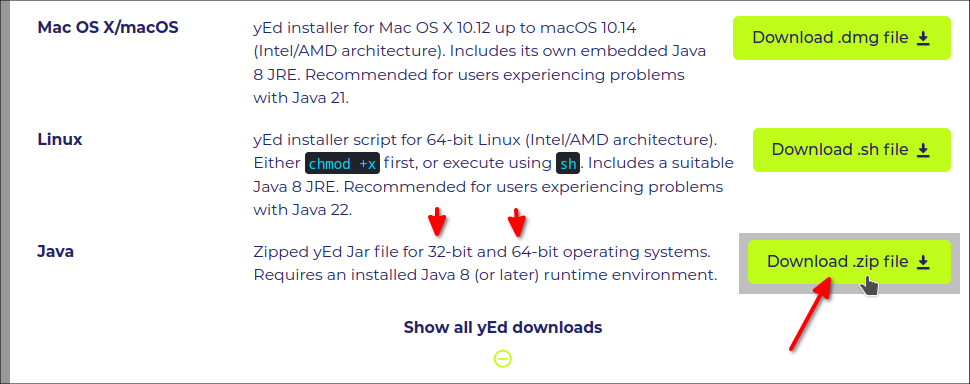 Mac OS X/macOS
yEd installer for Mac OS X 10.12 up to macOS 10.14
(Intel/AMD architecture). Includes its own embedded Java
8 JRE. Recommended for users experiencing problems
with Java 21.
Download .dmg file
Linux
yEd installer script for 64-bit Linux (Intel/AMD architecture).
Either chmod +x first, or execute using sh. Includes a suitable
Java 8 JRE. Recommended for users experiencing problems
with Java 22.
Download .sh file
Java
Zipped yEd Jar file for 32-bit and 64-bit operating systems.
Requires an installed Java 8 (or later) runtime environment.
Download .zip file
Show all yEd downloads